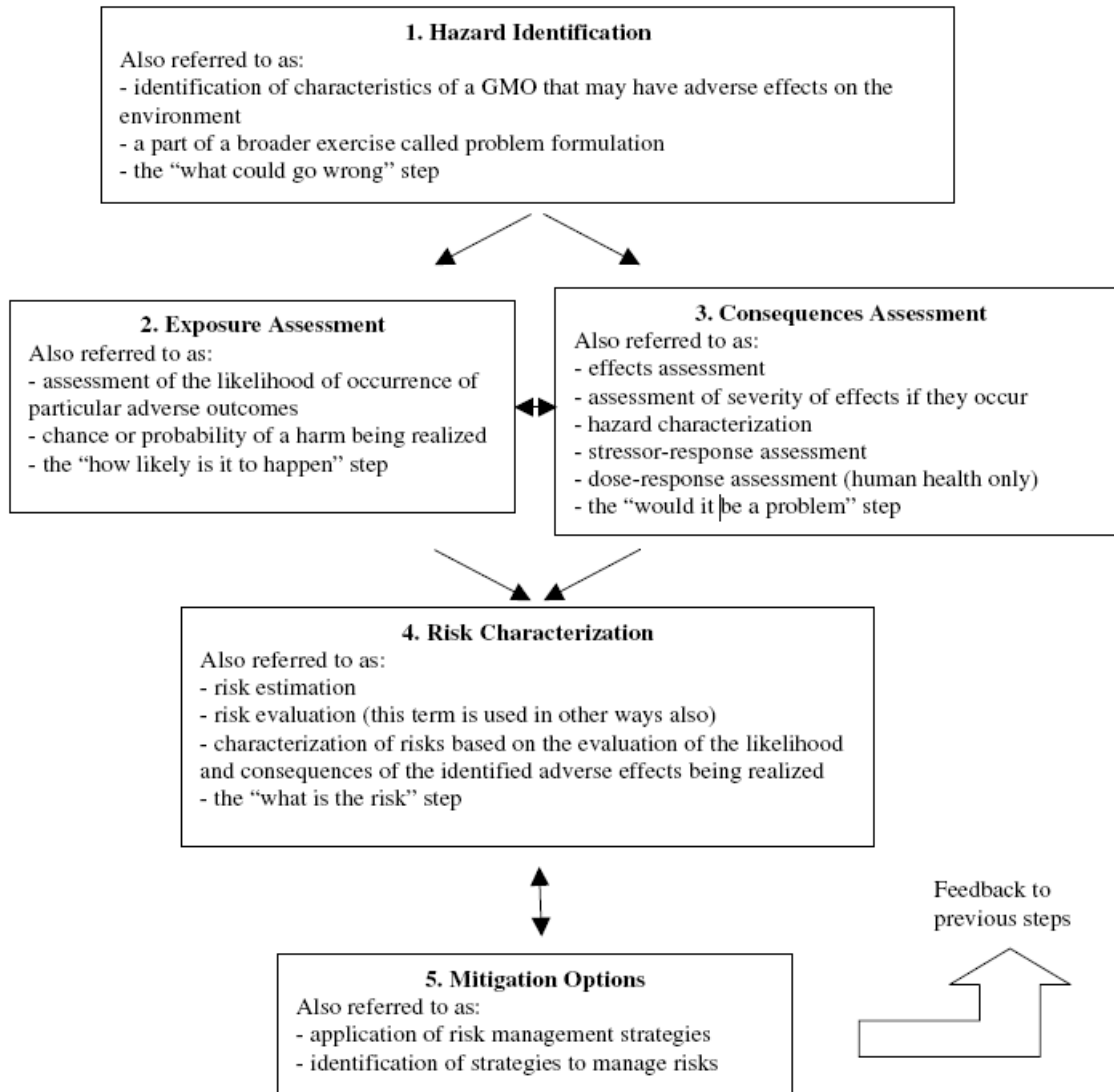 1. Hazard Identification
Also referred to as:
- identification of characteristics of a GMO that may have adverse effects on the
environment
- a part of a broader exercise called problem formulation
- the “what could go wrong” step
2. Exposure Assessment
Also referred to as:
- assessment of the likelihood of occurrence of
particular adverse outcomes
- chance or probability of a harm being realized
- the “how likely is it to happen” step
3. Consequences Assessment
Also referred to as:
- effects assessment
- assessment of severity of effects if they occur
- hazard characterization
- stressor-response assessment
- dose-response assessment (human health only)
- the “would it be a problem” step
4. Risk Characterization
Also referred to as:
- risk estimation
- risk evaluation (this term is used in other ways also)
- characterization of risks based on the evaluation of the likelihood
and consequences of the identified adverse effects being realized
- the “what is the risk” step
Feedback to
previous steps
5. Mitigation Options
Also referred to as:
- application of risk management strategies
- identification of strategies to manage risks